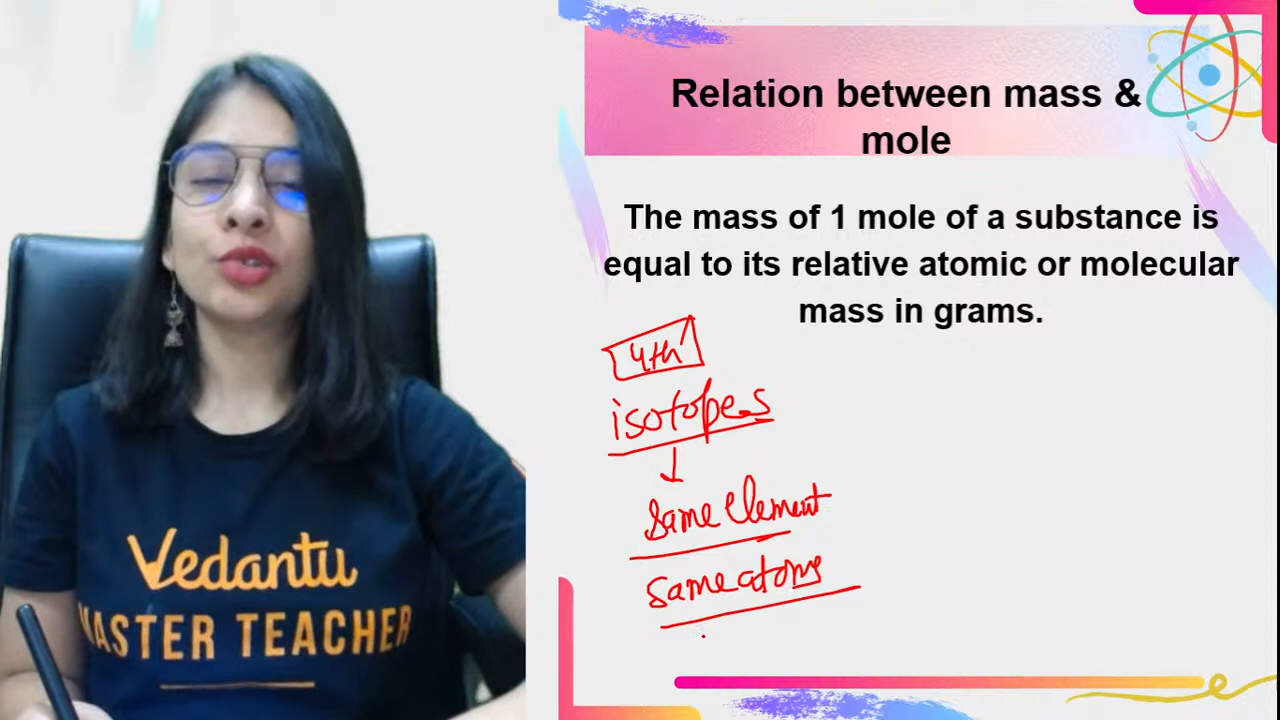 Relation between mass &
mole
The mass of 1 mole of a substance is
equal to its relative atomic or molecular
mass in grams.
4th
isotopes
same element
same atoms
Vedantu
MASTER TEACHER